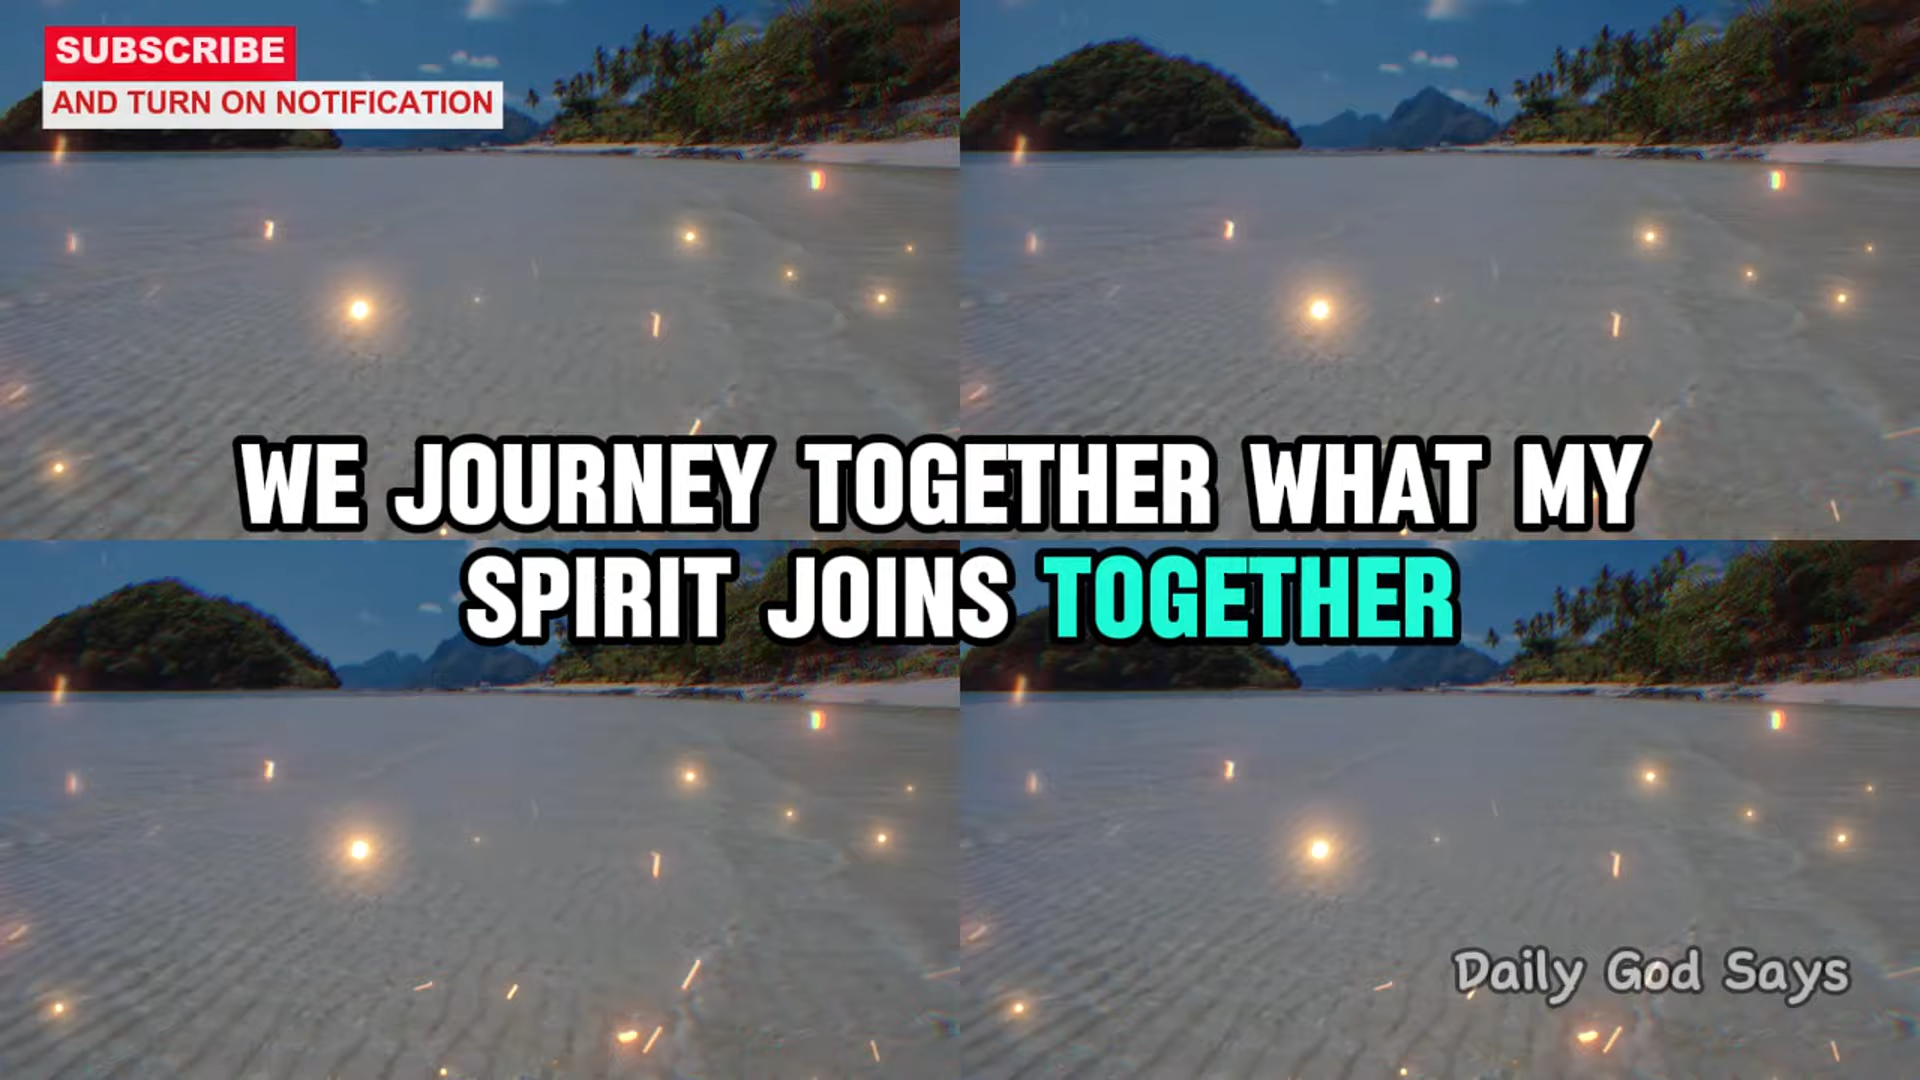 SUBSCRIBE
AND TURN ON NOTIFICATION
WE JOURNEY TOGETHER WHAT MY
SPIRIT JOINS TOGETHER
Daily God Says